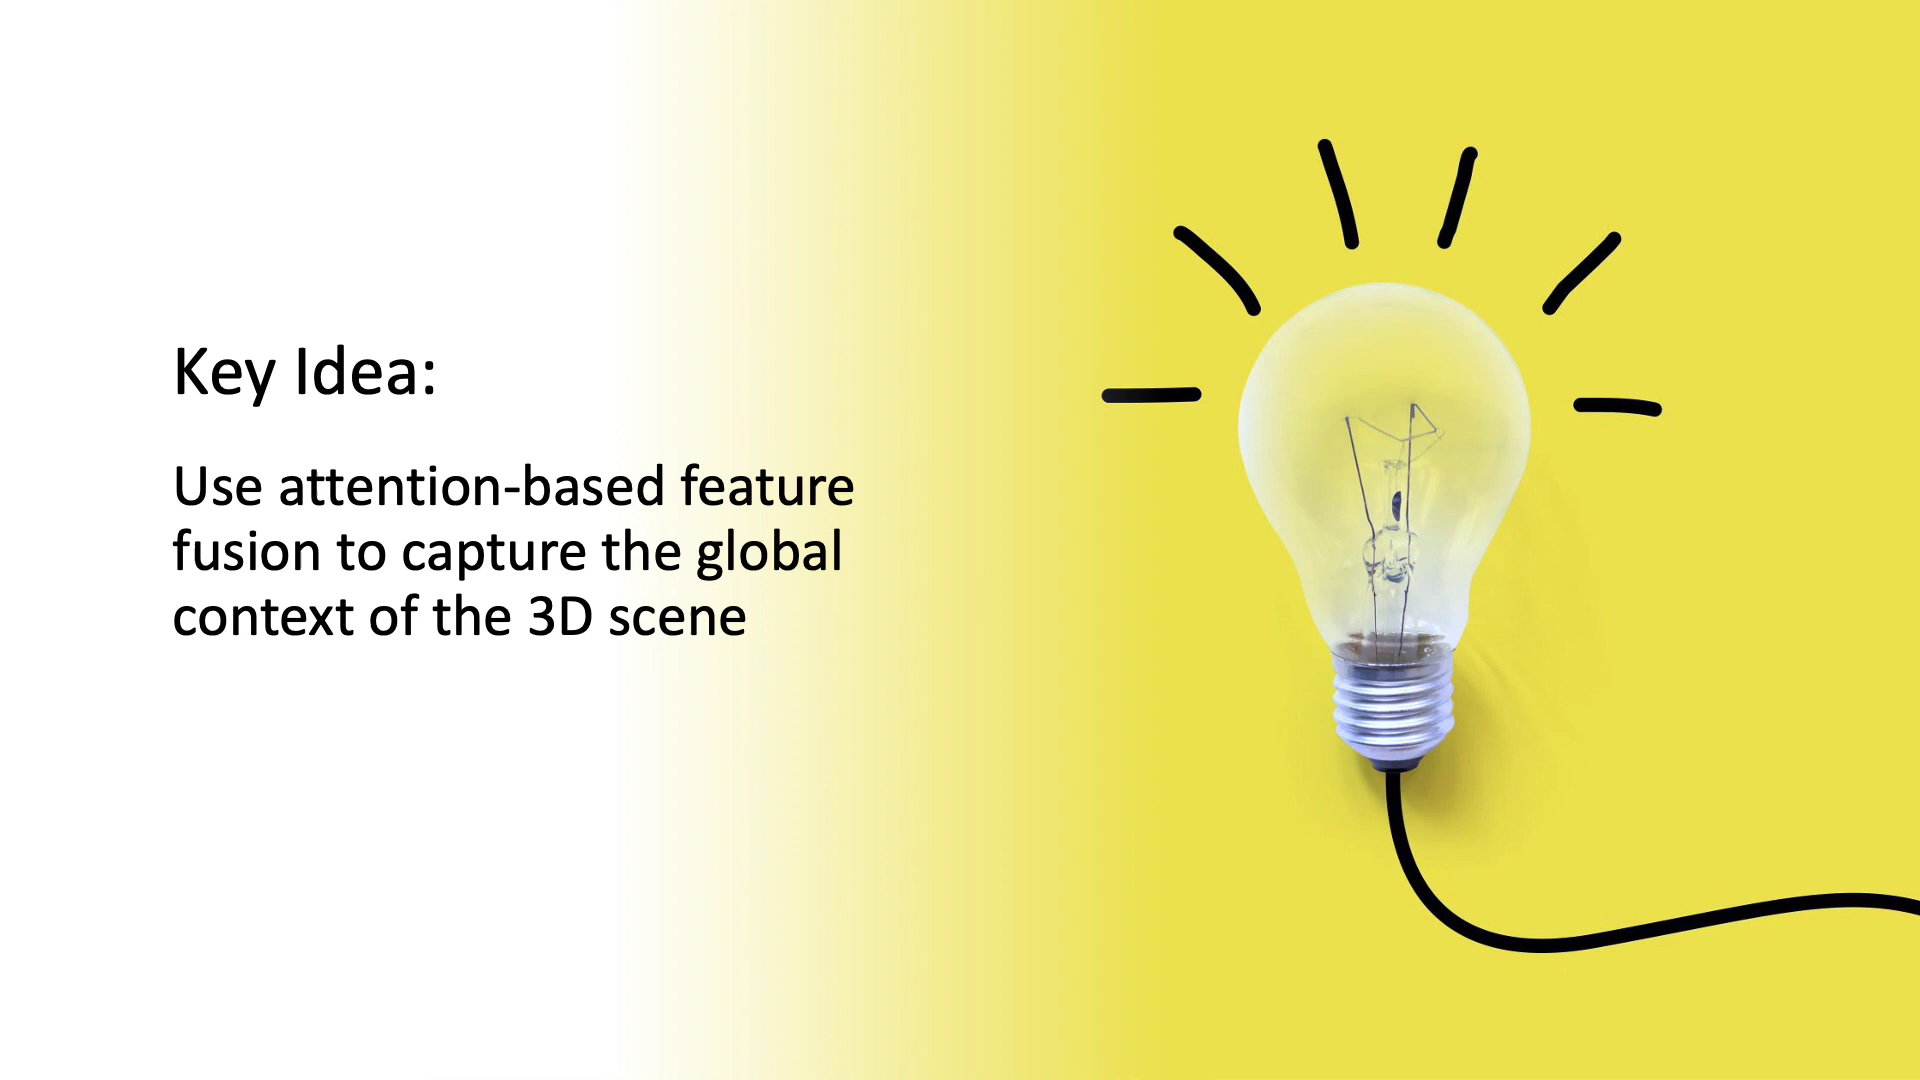 Key Idea:
Use attention-based feature
fusion to capture the global
context of the 3D scene